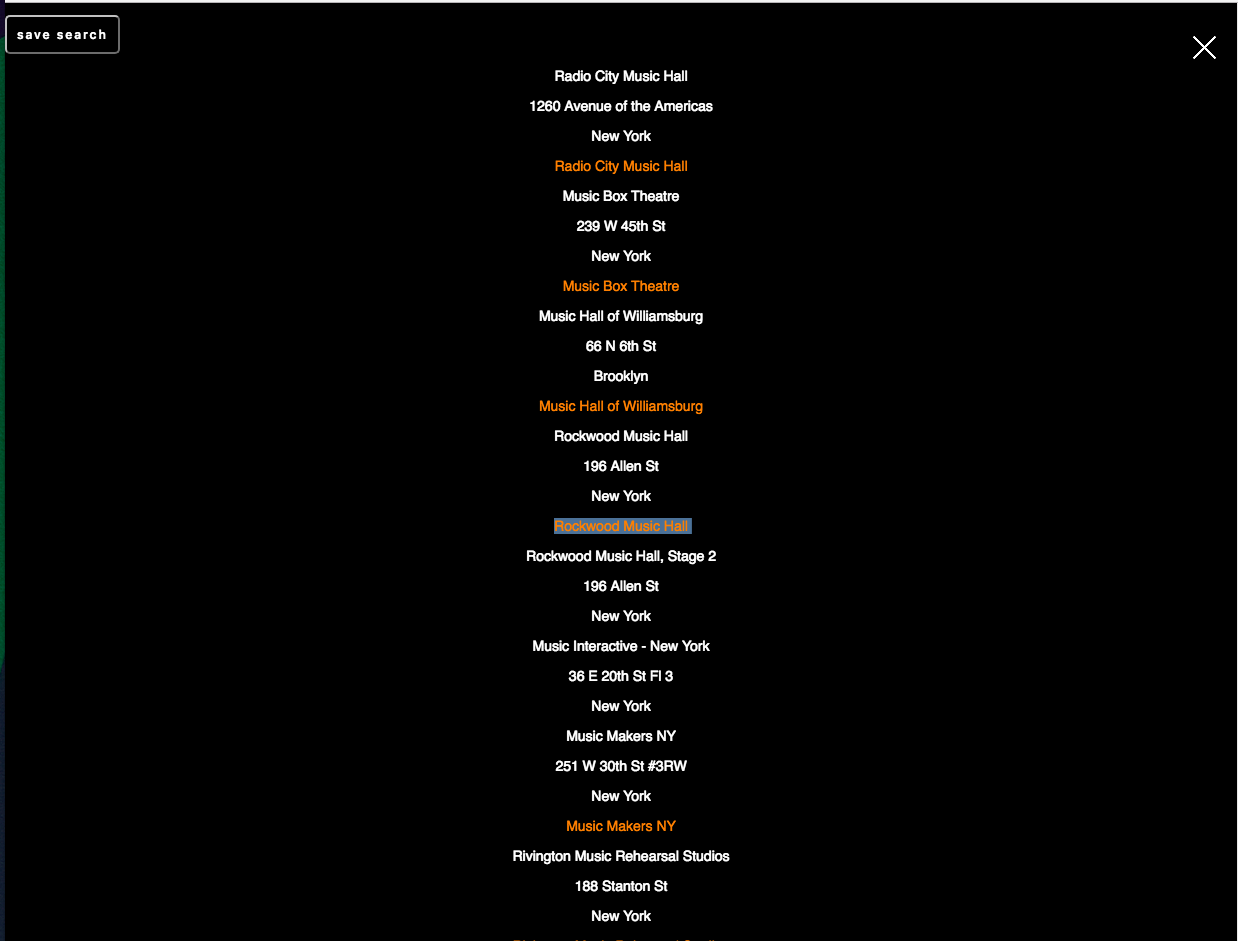 save search
Radio City Music Hall
1260 Avenue of the Americas
New York
Radio City Music Hall
Music Box Theatre
239 W 45th St
New York
Music Box Theatre
Music Hall of Williamsburg
66 N 6th St
Brooklyn
Music Hall of Williamsburg
Rockwood Music Hall
196 Allen St
New York
Rockwood Music Hall
Rockwood Music Hall, Stage 2
196 Allen St
New York
Music Interactive - New York
36 E 20th St Fl 3
New York
Music Makers NY
251 W 30th St #3RW
New York
Music Makers NY
Rivington Music Rehearsal Studios
188 Stanton St
New York